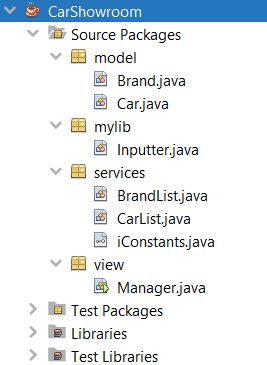 CarShowroom
Source Packages
model
Brand.java
Car.java
mylib
Inputter.java
services
BrandList.java
CarList.java
iConstants.java
view
Manager.java
Test Packages
Libraries
Test Libraries